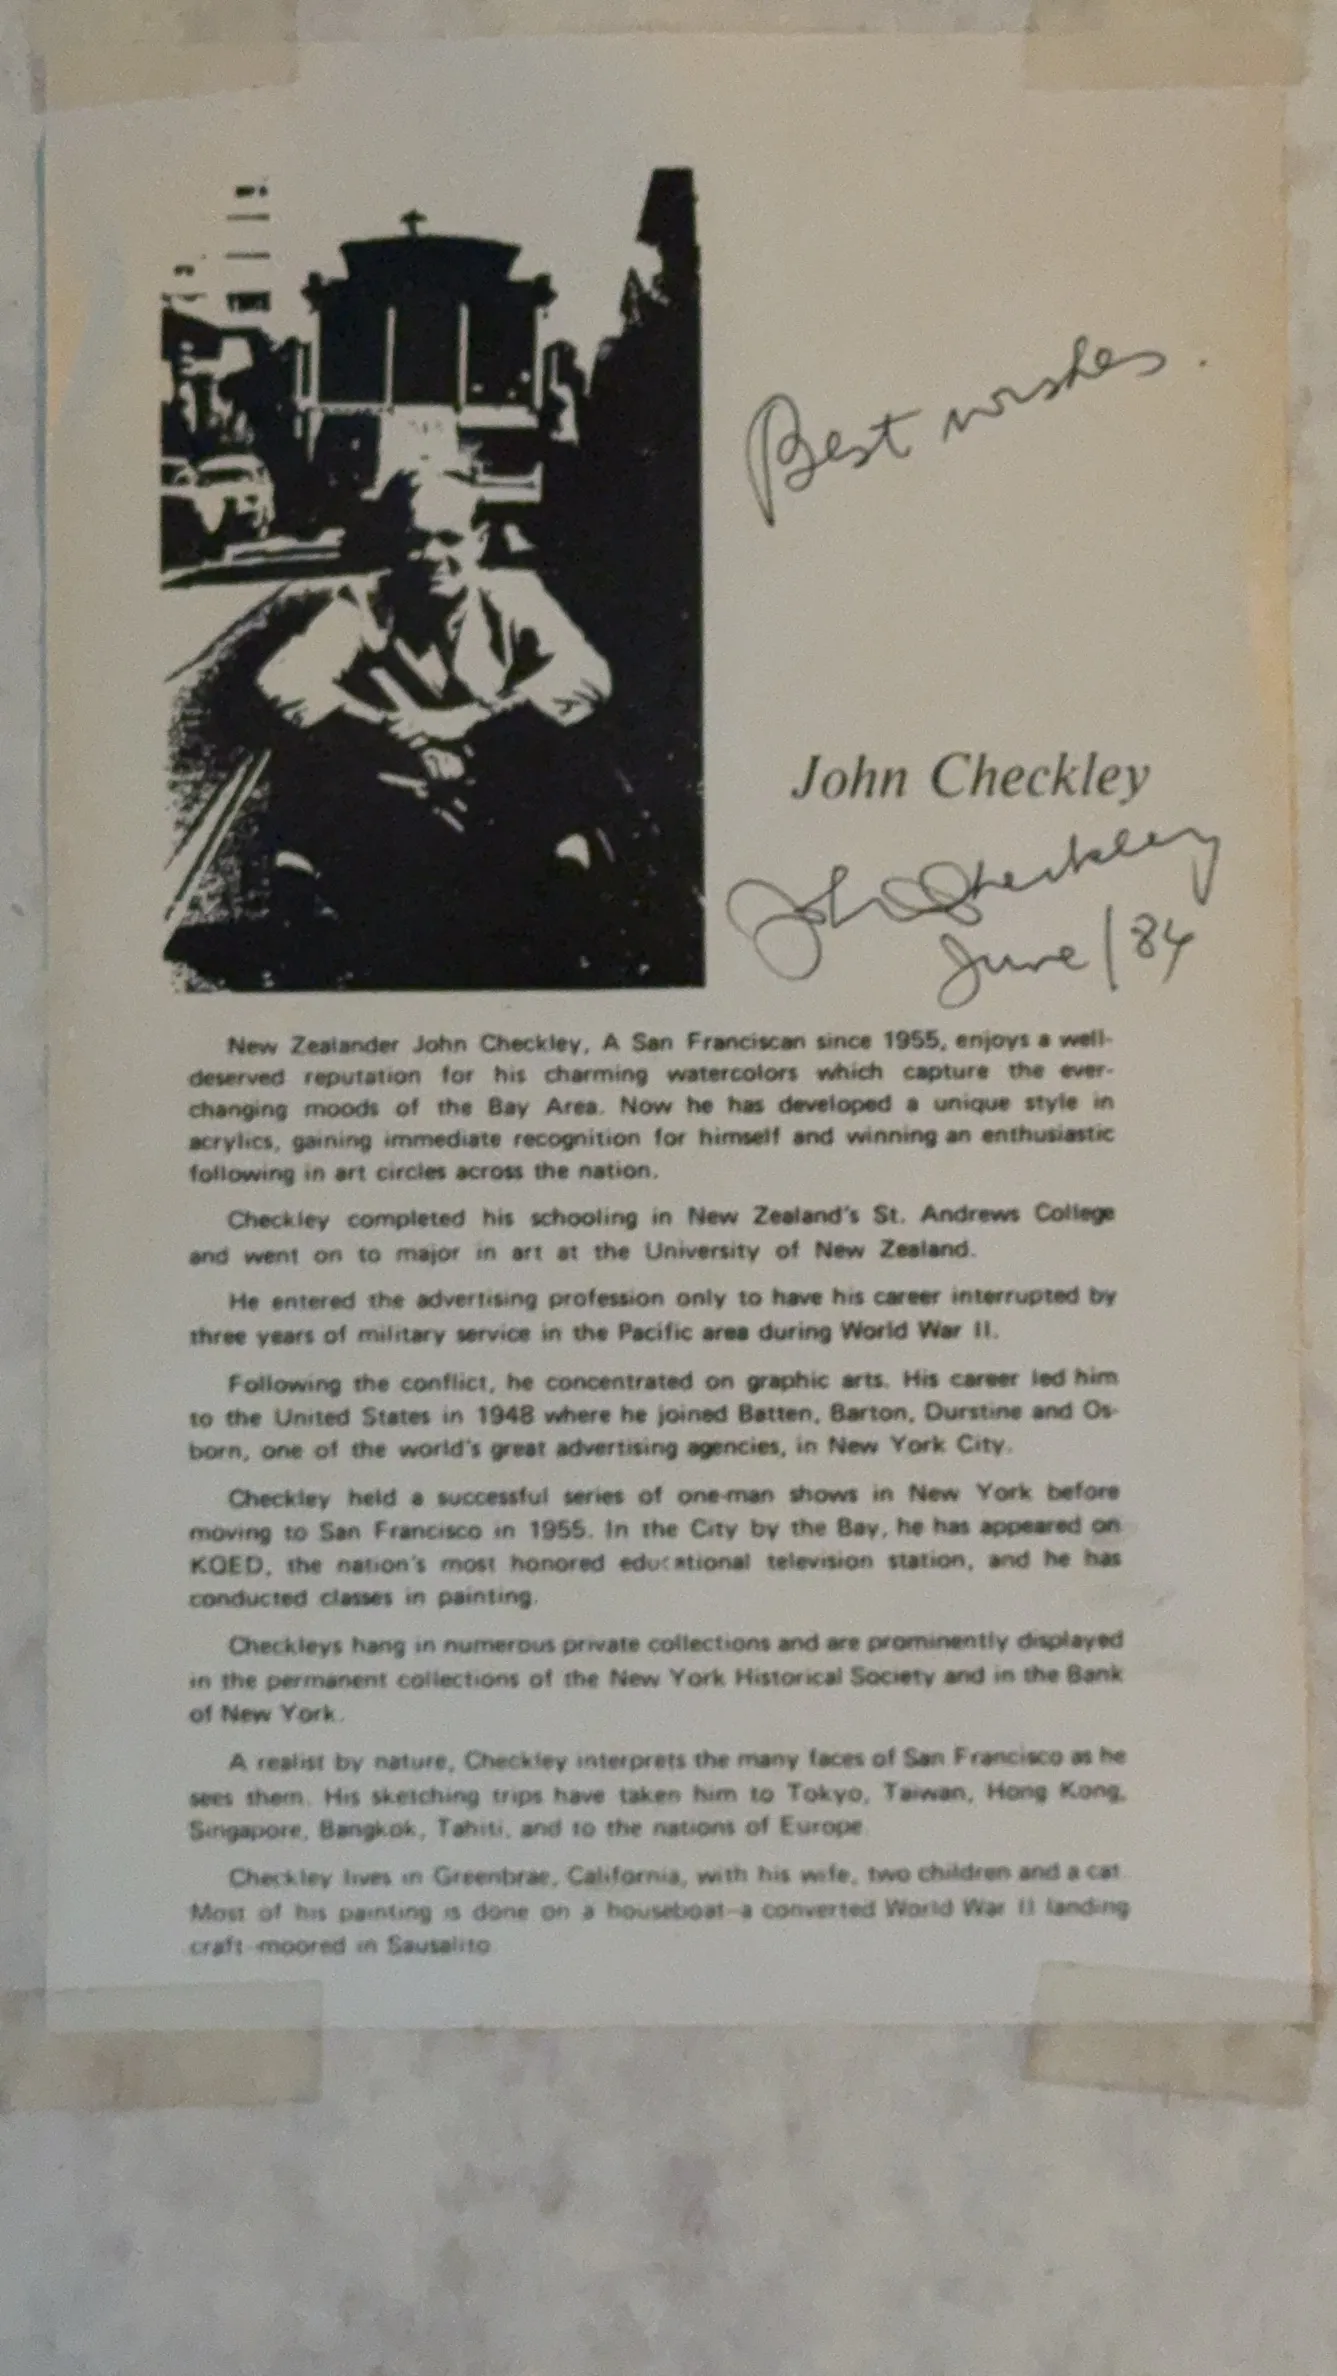 Best wishes.
John Checkley
John Checkley
June / 84
New Zealander John Checkley, A San Franciscan since 1955, enjoys a well-
deserved reputation for his charming watercolors which capture the ever-
changing moods of the Bay Area. Now he has developed a unique style in
acrylics, gaining immediate recognition for himself and winning an enthusiastic
following in art circles across the nation.
Checkley completed his schooling in New Zealand's St. Andrews College
and went on to major in art at the University of New Zealand.
He entered the advertising profession only to have his career interrupted by
three years of military service in the Pacific area during World War II.
Following the conflict, he concentrated on graphic arts. His career led him
to the United States in 1948 where he joined Batten, Barton, Durstine and Os-
born, one of the world's great advertising agencies, in New York City.
Checkley held a successful series of one-man shows in New York before
moving to San Francisco in 1955. In the City by the Bay, he has appeared on
KQED, the nation's most honored educational television station, and he has
conducted classes in painting.
Checkleys hang in numerous private collections and are prominently displayed
in the permanent collections of the New York Historical Society and in the Bank
of New York.
A realist by nature, Checkley interprets the many faces of San Francisco as he
sees them. His sketching trips have taken him to Tokyo, Taiwan, Hong Kong,
Singapore, Bangkok, Tahiti, and to the nations of Europe.
Checkley lives in Greenbrae, California, with his wife, two children and a cat.
Most of his painting is done on a houseboat-a converted World War II landing
craft-moored in Sausalito